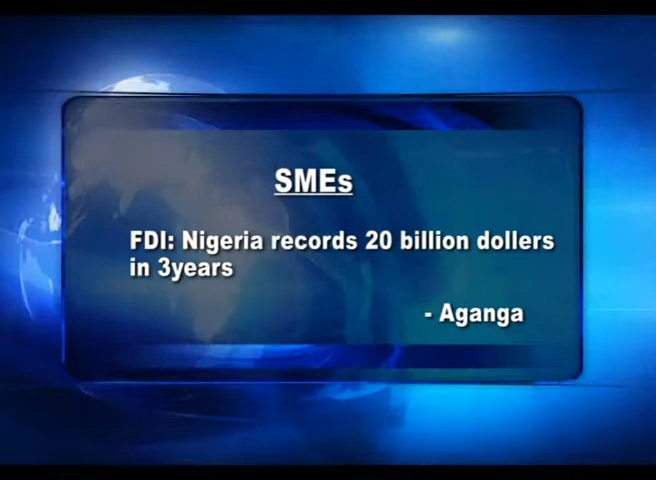 SMEs
FDI: Nigeria records 20 billion dollers
in 3years
- Aganga